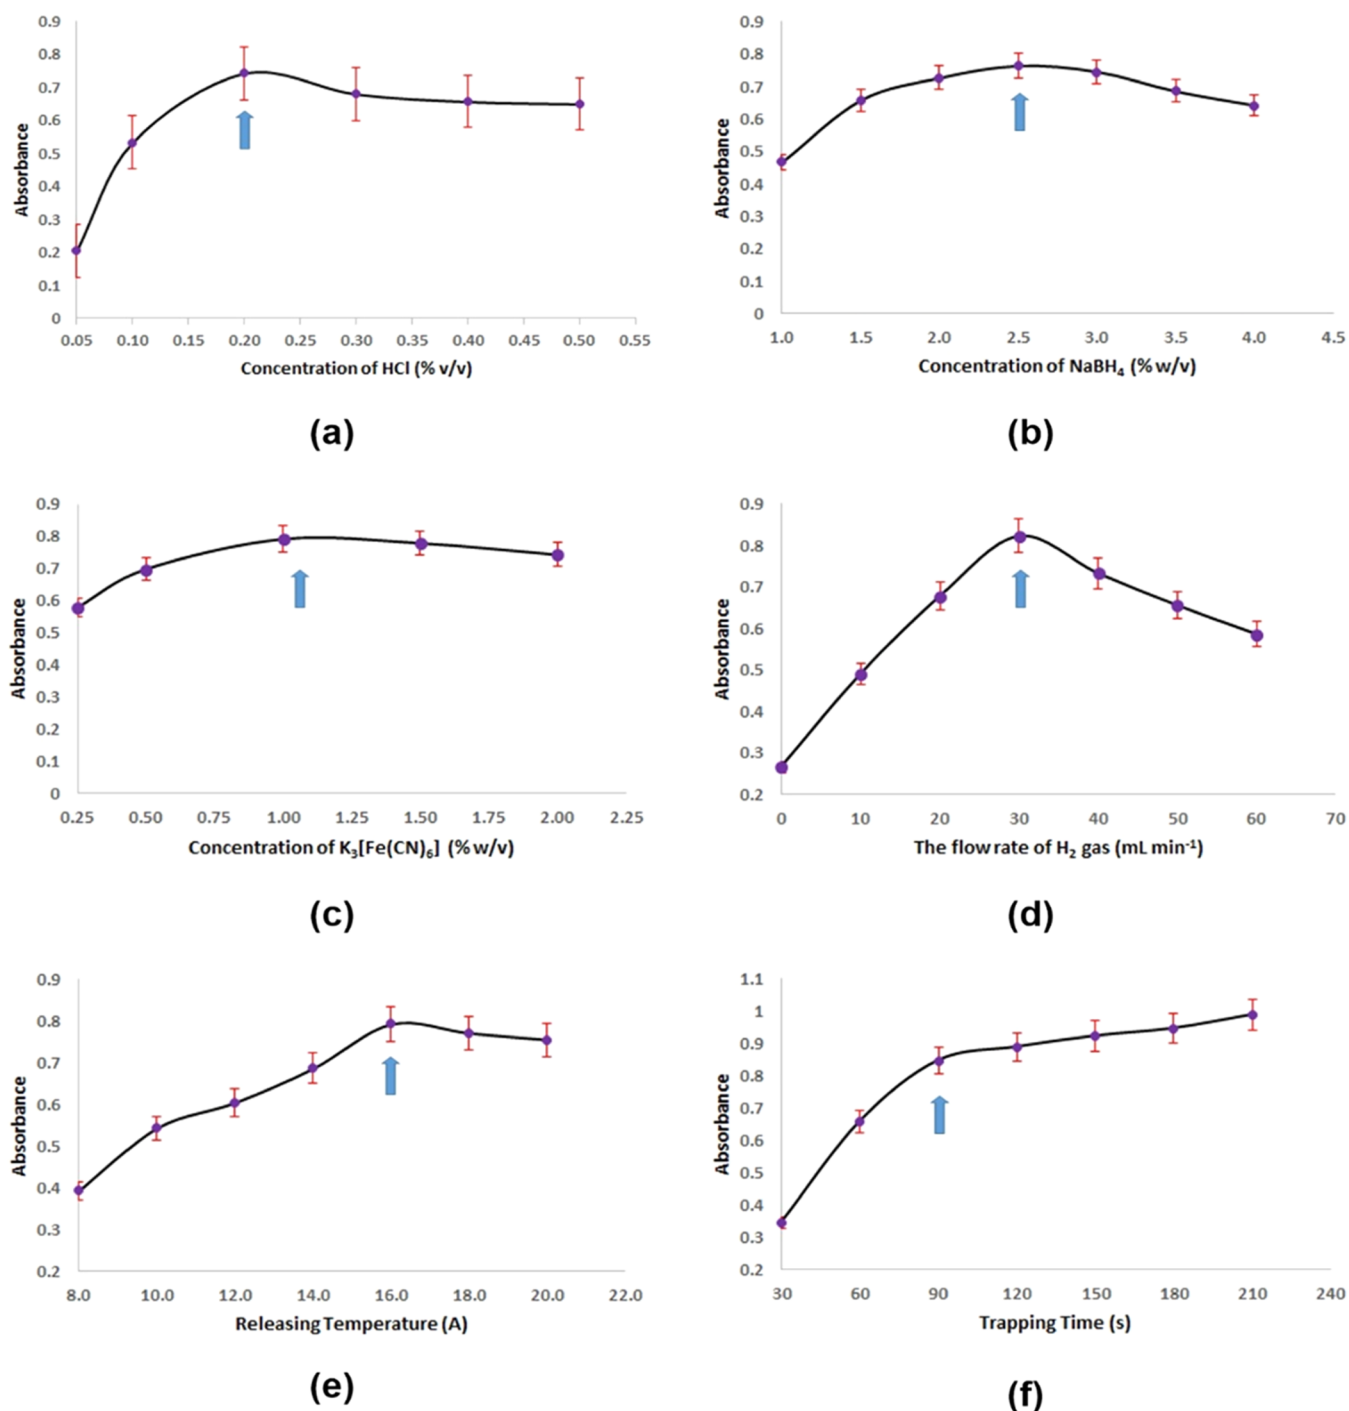 0.9
0.8
0.7
0.6
0.5
0.4
0.3
0.2
0.1
0
Absorbance
0.05 0.10 0.15 0.20 0.25 0.30 0.35 0.40 0.45 0.50 0.55
Concentration of HCl (% v/v)
(a)
0.9
0.8
0.7
0.6
0.5
0.4
0.3
0.2
0.1
0
Absorbance
1.0 1.5 2.0 2.5 3.0 3.5 4.0 4.5
Concentration of NaBH₄ (% w/v)
(b)
0.9
0.8
0.7
0.6
0.5
0.4
0.3
0.2
0.1
0
Absorbance
0.25 0.50 0.75 1.00 1.25 1.50 1.75 2.00 2.25
Concentration of K₃[Fe(CN)₆] (% w/v)
(c)
0.9
0.8
0.7
0.6
0.5
0.4
0.3
0.2
Absorbance
0 10 20 30 40 50 60 70
The flow rate of H₂ gas (mL min⁻¹)
(d)
0.9
0.8
0.7
0.6
0.5
0.4
0.3
0.2
Absorbance
8.0 10.0 12.0 14.0 16.0 18.0 20.0 22.0
Releasing Temperature (A)
(e)
1.1
1
0.9
0.8
0.7
0.6
0.5
0.4
0.3
0.2
Absorbance
30 60 90 120 150 180 210 240
Trapping Time (s)
(f)